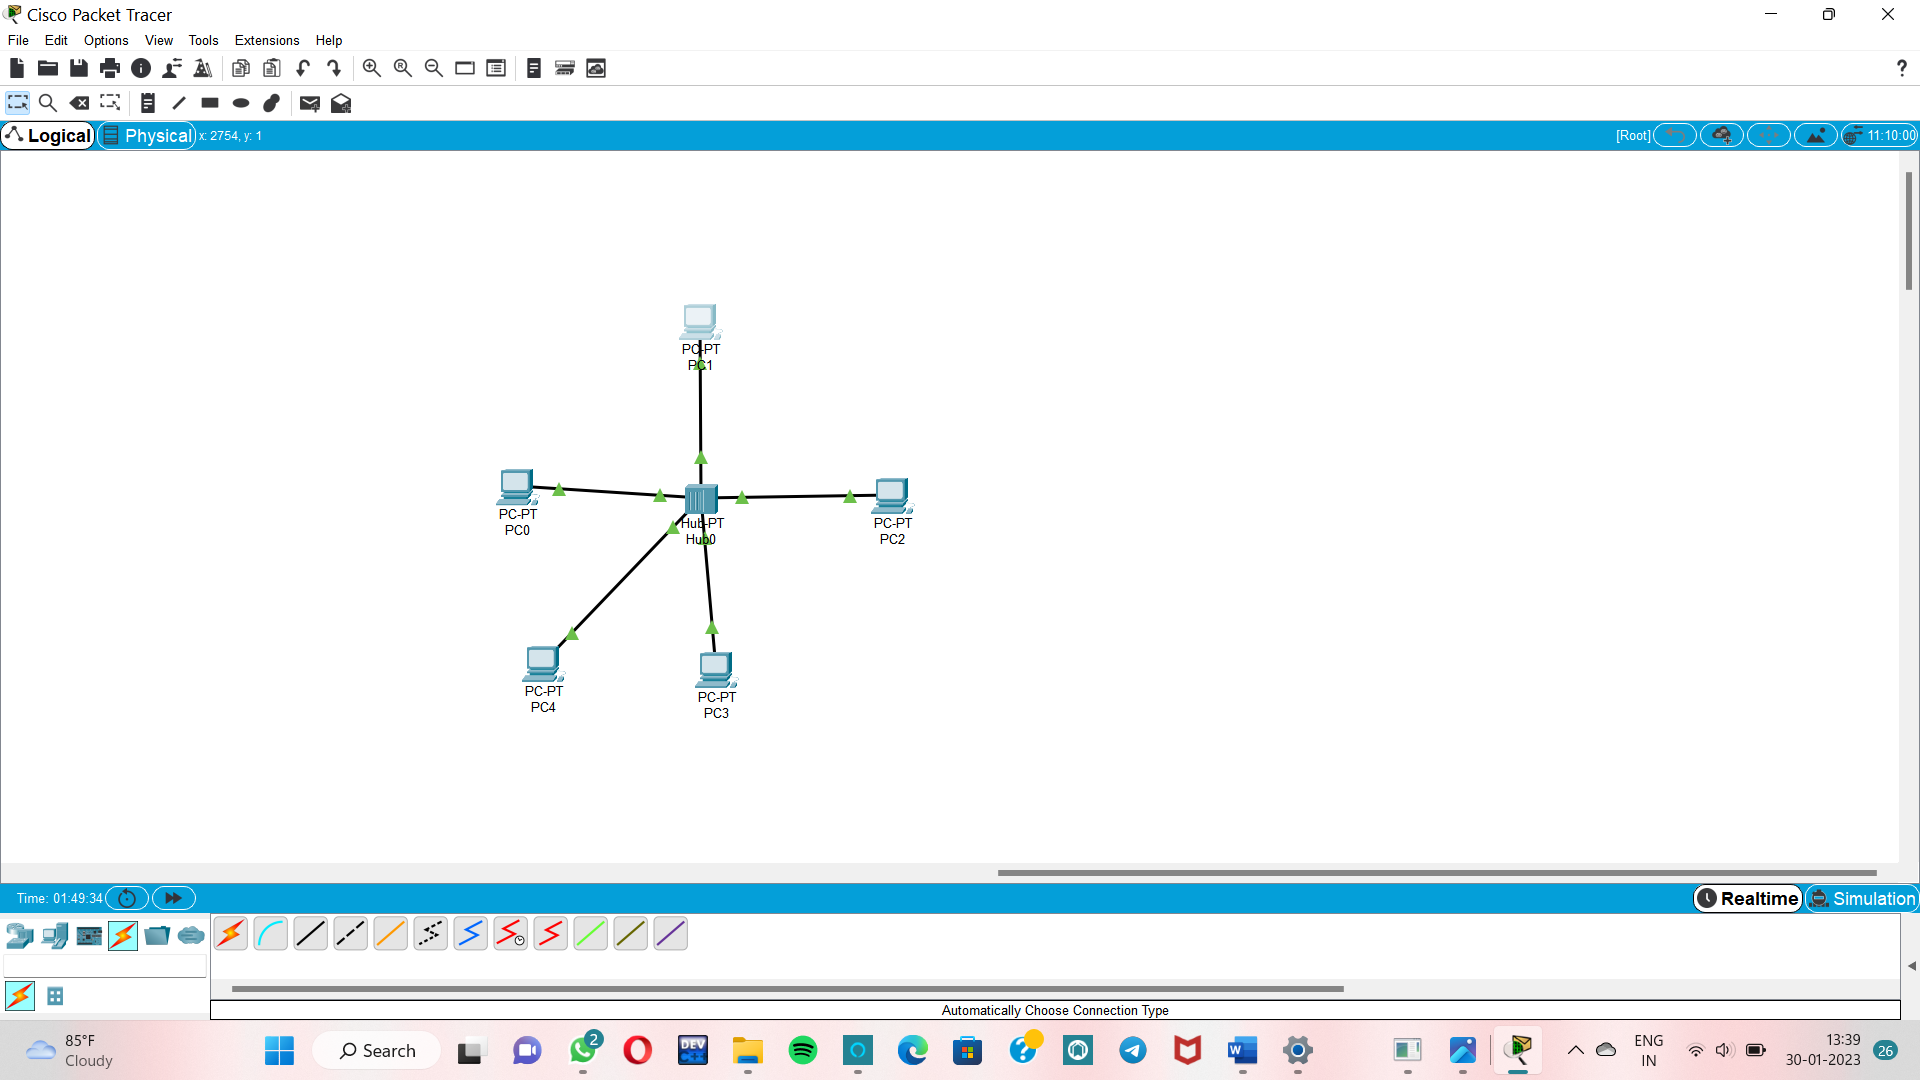 Cisco Packet Tracer
File Edit Options View Tools Extensions Help
?
Logical Physical x: 2754, y: 1 [Root] 11:10:00
PC-PT
PC1
PC-PT
PC0
Hub-PT
Hub0
PC-PT
PC2
PC-PT
PC4
PC-PT
PC3
Time: 01:49:34 Realtime Simulation
Automatically Choose Connection Type
85°F
Cloudy
Search
2
DEV
ENG
IN
13:39
30-01-2023
26